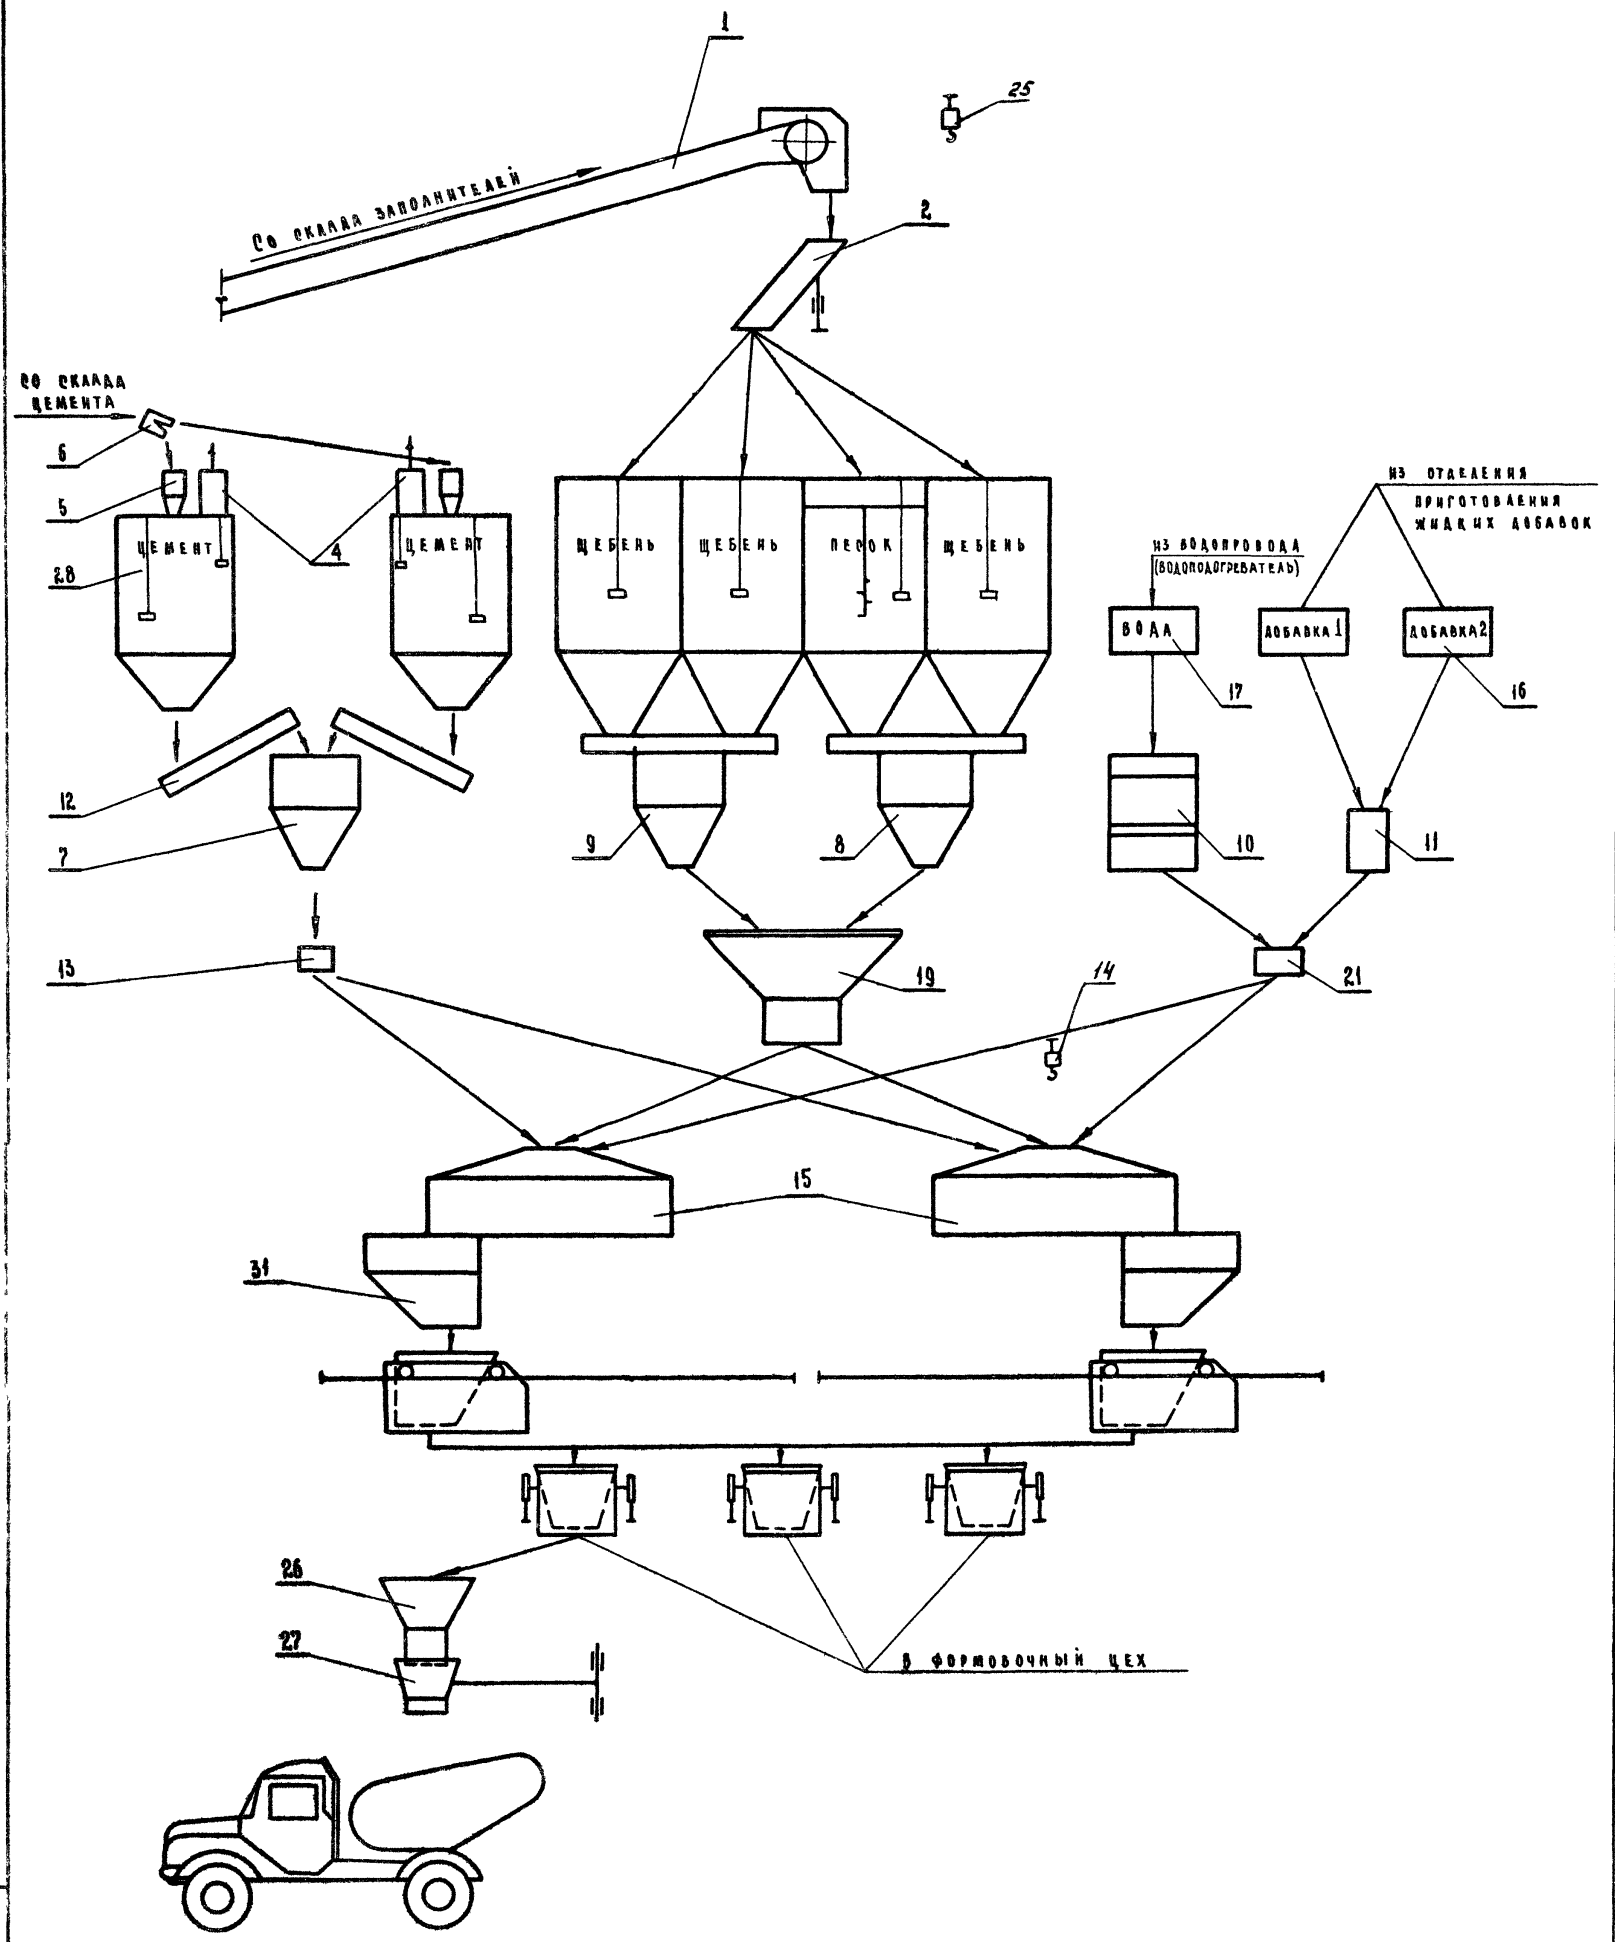 1
25
СО СКЛАДА ЗАПОЛНИТЕЛЕЙ
2
СО СКЛАДА
ЦЕМЕНТА
6
5
4
28
ЦЕМЕНТ
ЦЕМЕНТ
ЩЕБЕНЬ
ЩЕБЕНЬ
ПЕСОК
ЩЕБЕНЬ
ИЗ ОТДЕЛЕНИЯ
ПРИГОТОВЛЕНИЯ
ЖИДКИХ ДОБАВОК
ИЗ ВОДОПРОВОДА
(ВОДОПОДОГРЕВАТЕЛЬ)
ВОДА
ДОБАВКА 1
ДОБАВКА 2
17
16
12
7
9
8
10
11
13
19
14
21
15
31
26
27
В ФОРМОВОЧНЫЙ ЦЕХ